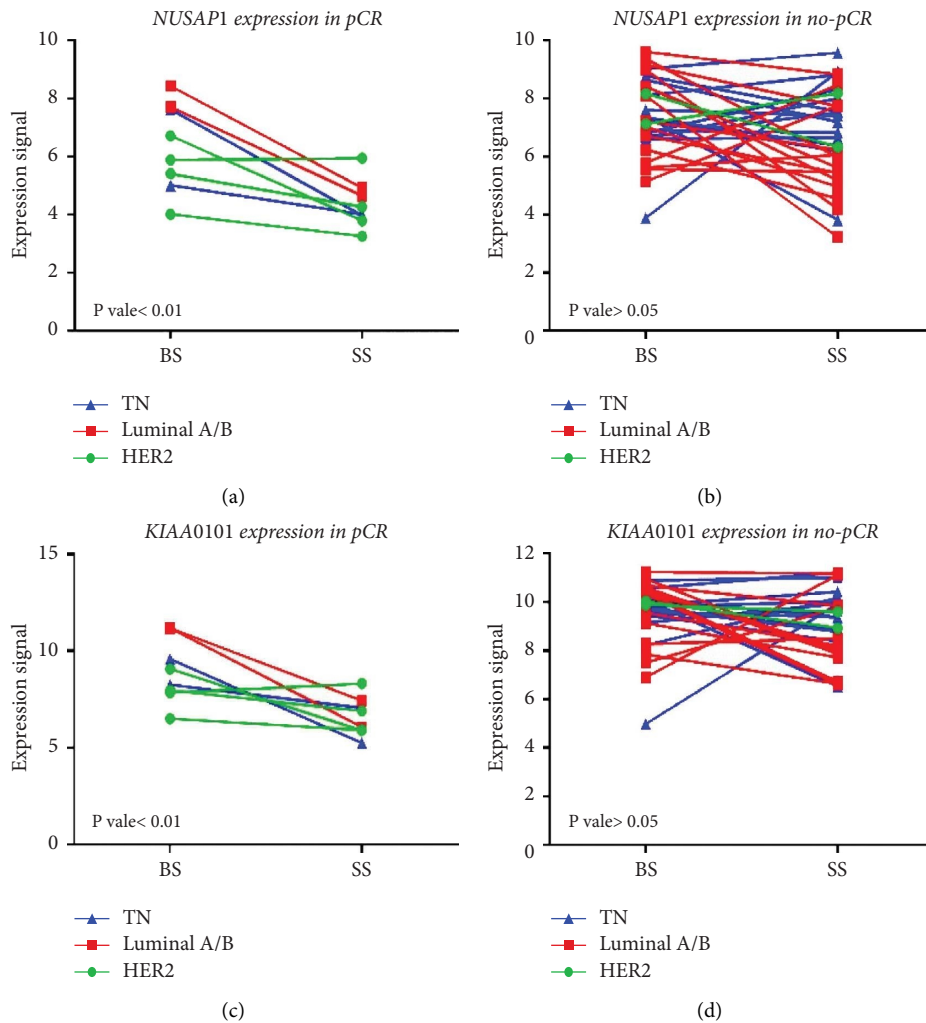 NUSAP1 expression in pCR
10
8
6
4
2
0
Expression signal
P vale< 0.01
BS SS
TN
Luminal A/B
HER2
(a)
NUSAP1 expression in no-pCR
10
8
6
4
2
0
Expression signal
P vale> 0.05
BS SS
TN
Luminal A/B
HER2
(b)
KIAA0101 expression in pCR
15
10
5
0
Expression signal
P vale< 0.01
BS SS
TN
Luminal A/B
HER2
(c)
KIAA0101 expression in no-pCR
12
10
8
6
4
2
0
Expression signal
P vale> 0.05
BS SS
TN
Luminal A/B
HER2
(d)